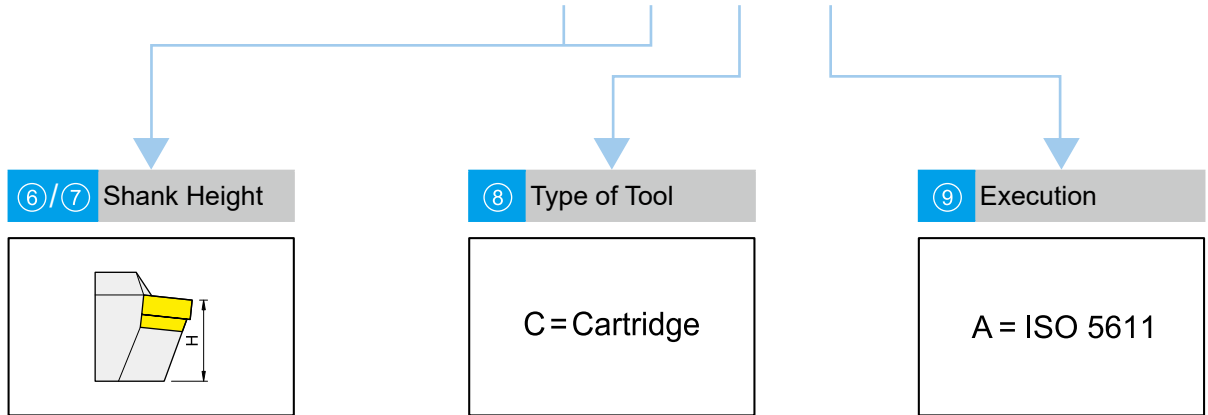 ⑥/⑦ Shank Height
⑧ Type of Tool
⑨ Execution
H
C=Cartridge
A = ISO 5611